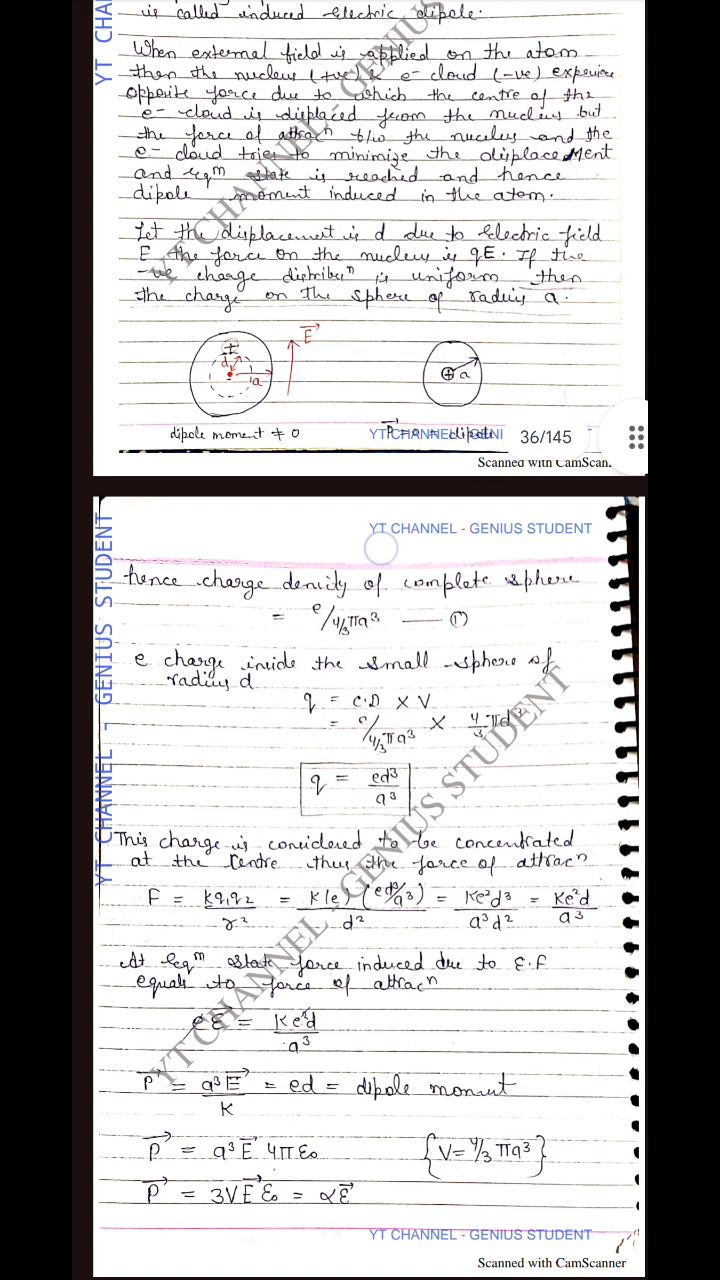 is called induced electric dipole.
When external field is applied on the atom
then the nucleus (+ve) & e- cloud (-ve) experience
opposite force due to which the centre of the
e- cloud is displaced from the nucleus but
the force of attracn b/w the nucleus and the
e- cloud tries to minimize the displacement
and eqm state is reached and hence
dipole moment induced in the atom.
Let the displacement is d due to electric field
E the force on the nucleus is qE. If the
-ve charge distribun is uniform then
the charge on the sphere of radius a.
E
+
d
a
⊕ a
dipole moment ≠ 0
YT CHANNEL
36/145
Scanned with CamScan
YT CHANNEL - GENIUS STUDENT
YT CHANNEL - GENIUS STUDENT
hence charge density of complete sphere
= e/4/3πa³ — ①
e charge inside the small sphere of
radius d
q = C.D × V
= e/4/3πa³ × 4/3 πd³
q = ed³/a³
This charge is considered to be concentrated
at the Centre thus the force of attracn
F = Kq₁q₂/r² = K(e)(ed³/a³)/d² = Ke²d³/a³d² = Ke²d/a³
At eqm state force induced due to E.F
equals to force of attracn
eE = Ke²d/a³
P = a³E/K = ed = dipole moment
P = a³E 4πε₀ {V = 4/3 πa³}
P = 3VEε₀ = αE
YT CHANNEL - GENIUS STUDENT
YT CHANNEL - GENIUS STUDENT
Scanned with CamScanner